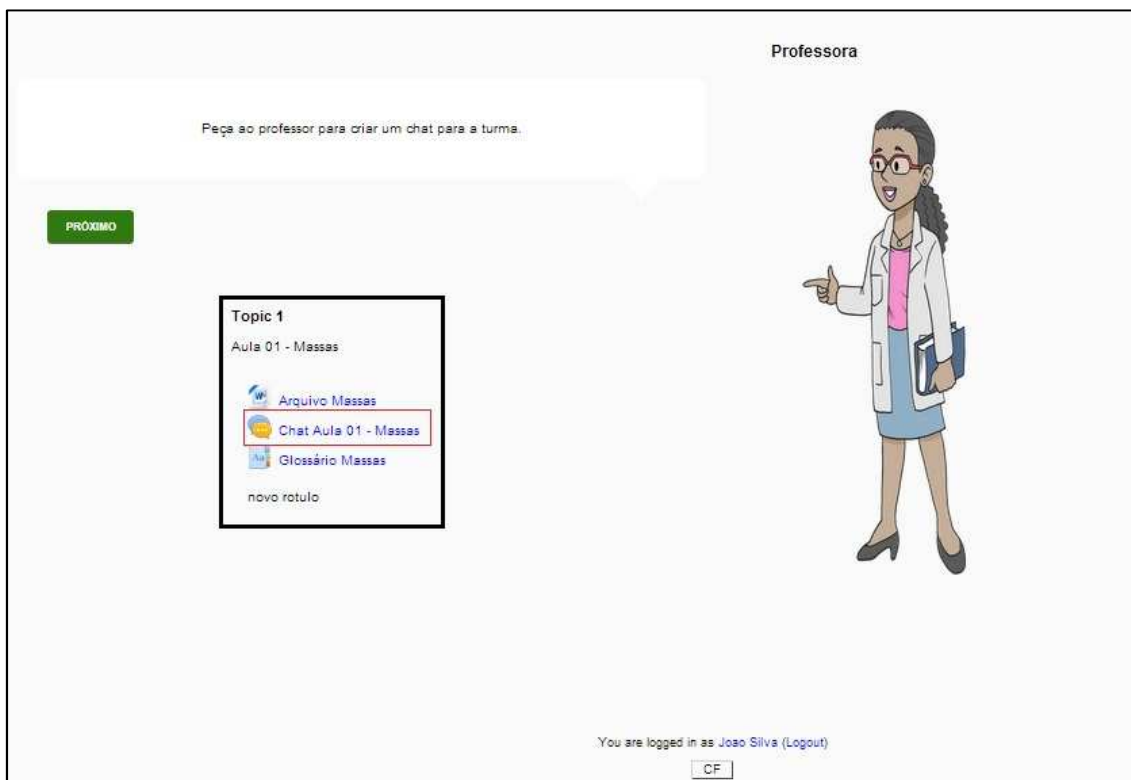 Professora
Peça ao professor para criar um chat para a turma.
PRÓXIMO
Topic 1
Aula 01 - Massas
Arquivo Massas
Chat Aula 01 - Massas
Glossário Massas
novo rotulo
You are logged in as Joao Silva (Logout)
CF